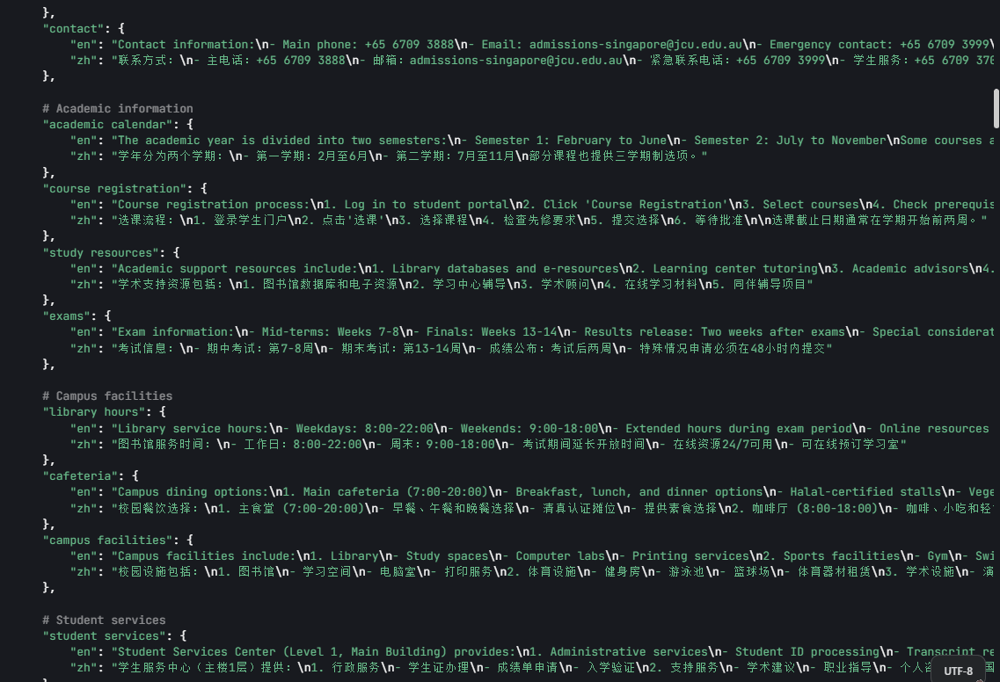 },
"contact": {
"en": "Contact information:\n- Main phone: +65 6709 3888\n- Email: admissions-singapore@jcu.edu.au\n- Emergency contact: +65 6709 3999\
"zh": "联系方式：\n- 主电话：+65 6709 3888\n- 邮箱：admissions-singapore@jcu.edu.au\n- 紧急联系电话：+65 6709 3999\n- 学生服务：+65 6709 370
},
# Academic information
"academic calendar": {
"en": "The academic year is divided into two semesters:\n- Semester 1: February to June\n- Semester 2: July to November\nSome courses a
"zh": "学年分为两个学期：\n- 第一学期：2月至6月\n- 第二学期：7月至11月\n部分课程也提供三学期制选项。"
},
"course registration": {
"en": "Course registration process:\n1. Log in to student portal\n2. Click 'Course Registration'\n3. Select courses\n4. Check prerequis
"zh": "选课流程：\n1. 登录学生门户\n2. 点击'选课'\n3. 选择课程\n4. 检查先修要求\n5. 提交选择\n6. 等待批准\n\n选课截止日期通常在学期开始前两周。"
},
"study resources": {
"en": "Academic support resources include:\n1. Library databases and e-resources\n2. Learning center tutoring\n3. Academic advisors\n4.
"zh": "学术支持资源包括：\n1. 图书馆数据库和电子资源\n2. 学习中心辅导\n3. 学术顾问\n4. 在线学习材料\n5. 同伴辅导项目"
},
"exams": {
"en": "Exam information:\n- Mid-terms: Weeks 7-8\n- Finals: Weeks 13-14\n- Results release: Two weeks after exams\n- Special considerat
"zh": "考试信息：\n- 期中考试：第7-8周\n- 期末考试：第13-14周\n- 成绩公布：考试后两周\n- 特殊情况申请必须在48小时内提交"
},
# Campus facilities
"library hours": {
"en": "Library service hours:\n- Weekdays: 8:00-22:00\n- Weekends: 9:00-18:00\n- Extended hours during exam period\n- Online resources
"zh": "图书馆服务时间：\n- 工作日：8:00-22:00\n- 周末：9:00-18:00\n- 考试期间延长开放时间\n- 在线资源24/7可用\n- 可在线预订学习室"
},
"cafeteria": {
"en": "Campus dining options:\n1. Main cafeteria (7:00-20:00)\n- Breakfast, lunch, and dinner options\n- Halal-certified stalls\n- Vege
"zh": "校园餐饮选择：\n1. 主食堂 (7:00-20:00)\n- 早餐、午餐和晚餐选择\n- 清真认证摊位\n- 提供素食选择\n2. 咖啡厅 (8:00-18:00)\n- 咖啡、小吃和轻
},
"campus facilities": {
"en": "Campus facilities include:\n1. Library\n- Study spaces\n- Computer labs\n- Printing services\n2. Sports facilities\n- Gym\n- Swi
"zh": "校园设施包括：\n1. 图书馆\n- 学习空间\n- 电脑室\n- 打印服务\n2. 体育设施\n- 健身房\n- 游泳池\n- 篮球场\n- 体育器材租赁\n3. 学术设施\n- 演
},
# Student services
"student services": {
"en": "Student Services Center (Level 1, Main Building) provides:\n1. Administrative services\n- Student ID processing\n- Transcript re
"zh": "学生服务中心（主楼1层）提供：\n1. 行政服务\n- 学生证办理\n- 成绩单申请\n- 入学验证\n2. 支持服务\n- 学术建议\n- 职业指导\n- 个人
UTF-8